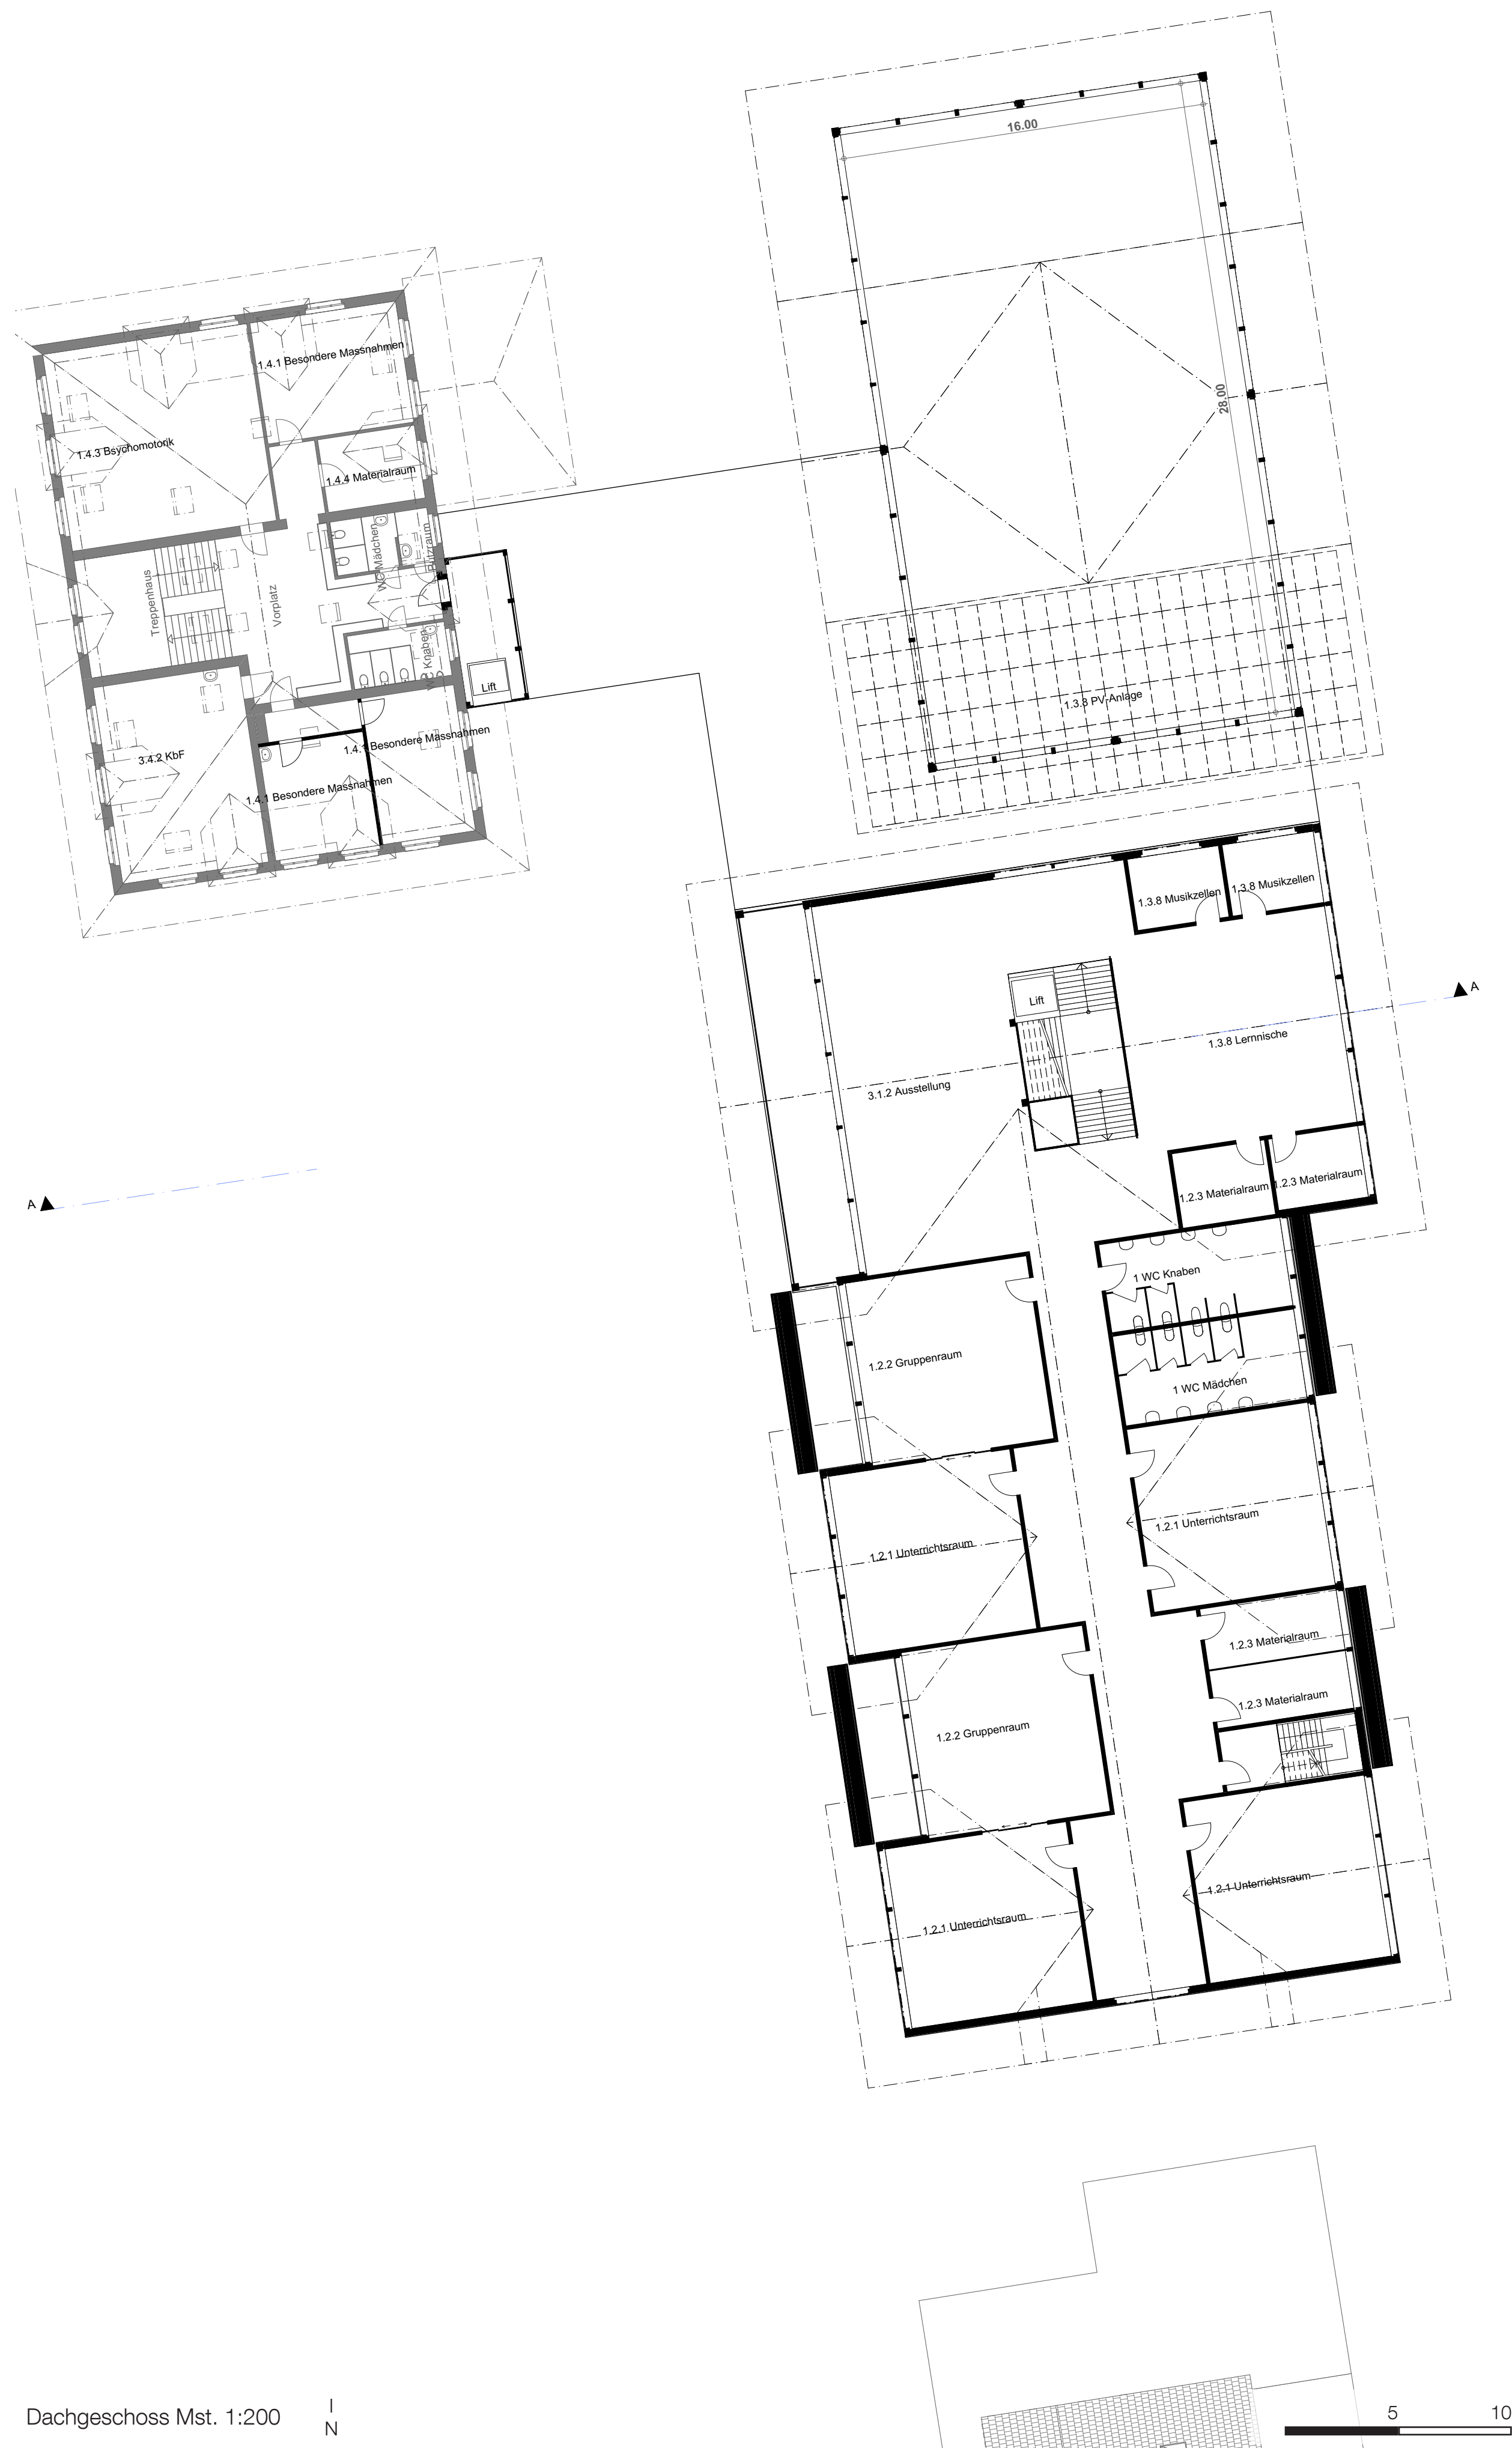 16.00
28.00
1.4.1 Besondere Massnahmen
1.4.3 Bsychomotorik
1.4.4 Materialraum
WC Mädchen
Putzraum
Treppenhaus
Vorplatz
WC Knaben
Lift
1.3.8 PV-Anlage
1.4.1 Besondere Massnahmen
3.4.2 KbF
1.4.1 Besondere Massnahmen
1.3.8 Musikzellen
1.3.8 Musikzellen
A
Lift
1.3.8 Lernnische
3.1.2 Ausstellung
1.2.3 Materialraum
1.2.3 Materialraum
A
1 WC Knaben
1.2.2 Gruppenraum
1 WC Mädchen
1.2.1 Unterrichtsraum
1.2.1 Unterrichtsraum
1.2.3 Materialraum
1.2.3 Materialraum
1.2.2 Gruppenraum
1.2.1 Unterrichtsraum
1.2.1 Unterrichtsraum
Dachgeschoss Mst. 1:200
N
5
10